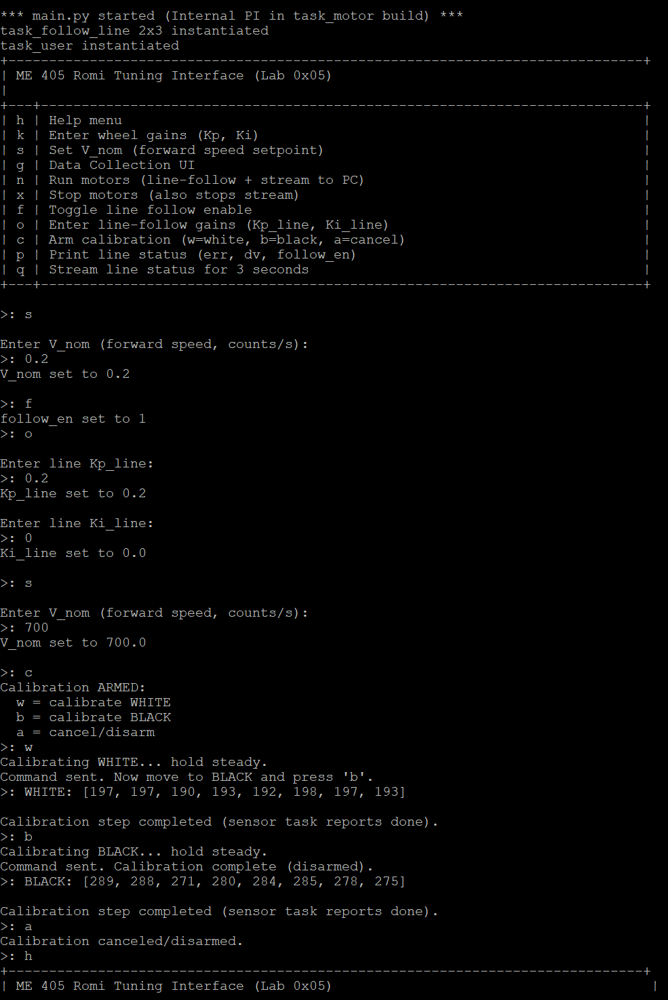 *** main.py started (Internal PI in task_motor build) ***
task_follow_line 2x3 instantiated
task_user instantiated
+------------------------------------------------------------------------------+
| ME 405 Romi Tuning Interface (Lab 0x05)
|
+---+--------------------------------------------------------------------------+
| h | Help menu                                                                |
| k | Enter wheel gains (Kp, Ki)                                               |
| s | Set V_nom (forward speed setpoint)                                       |
| g | Data Collection UI                                                       |
| n | Run motors (line-follow + stream to PC)                                  |
| x | Stop motors (also stops stream)                                          |
| f | Toggle line follow enable                                                |
| o | Enter line-follow gains (Kp_line, Ki_line)                               |
| c | Arm calibration (w=white, b=black, a=cancel)                             |
| p | Print line status (err, dv, follow_en)                                   |
| q | Stream line status for 3 seconds                                         |
+---+--------------------------------------------------------------------------+
>: s
Enter V_nom (forward speed, counts/s):
>: 0.2
V_nom set to 0.2
>: f
follow_en set to 1
>: o
Enter line Kp_line:
>: 0.2
Kp_line set to 0.2
Enter line Ki_line:
>: 0
Ki_line set to 0.0
>: s
Enter V_nom (forward speed, counts/s):
>: 700
V_nom set to 700.0
>: c
Calibration ARMED:
  w = calibrate WHITE
  b = calibrate BLACK
  a = cancel/disarm
>: w
Calibrating WHITE... hold steady.
Command sent. Now move to BLACK and press 'b'.
>: WHITE: [197, 197, 190, 193, 192, 198, 197, 193]
Calibration step completed (sensor task reports done).
>: b
Calibrating BLACK... hold steady.
Command sent. Calibration complete (disarmed).
>: BLACK: [289, 288, 271, 280, 284, 285, 278, 275]
Calibration step completed (sensor task reports done).
>: a
Calibration canceled/disarmed.
>: h
+------------------------------------------------------------------------------+
| ME 405 Romi Tuning Interface (Lab 0x05)                                       |